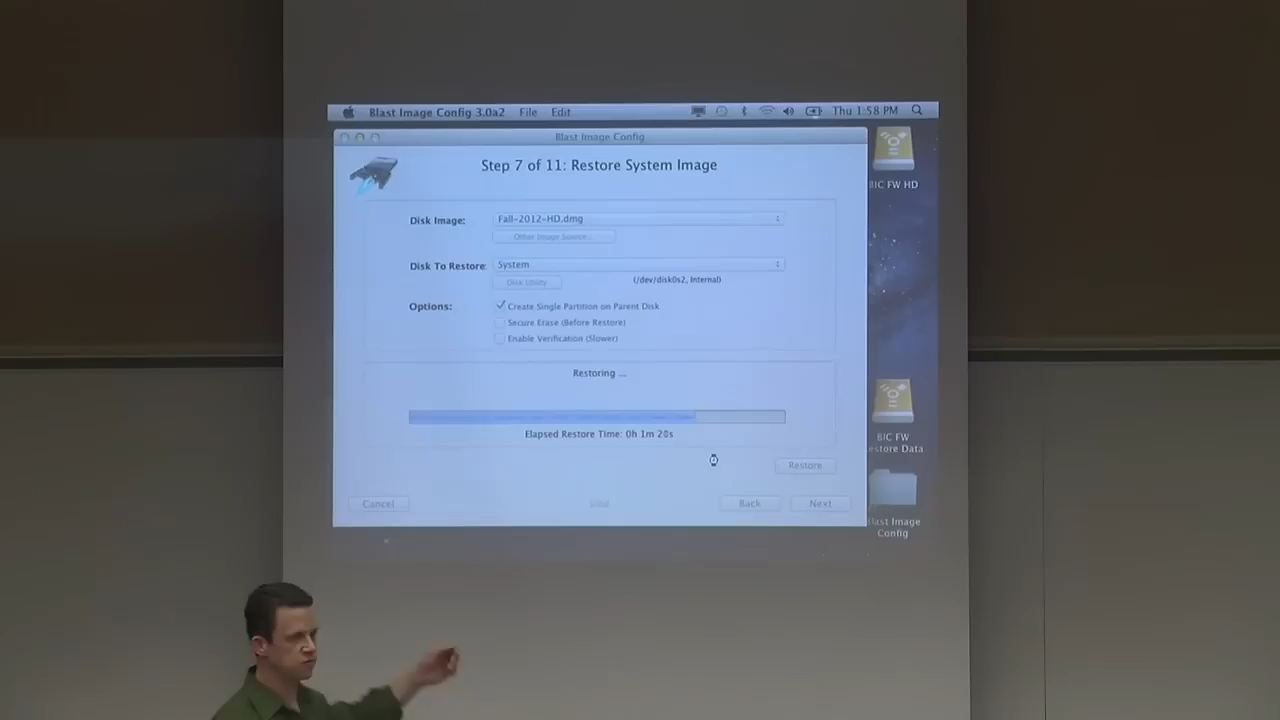 Blast Image Config 3.0a2 File Edit Thu 1:58 PM
Blast Image Config
Step 7 of 11: Restore System Image
BIC FW HD
Disk Image: Fall-2012-HD.dmg
Other Image Source...
Disk To Restore: System
Disk Utility (/dev/disk0s2, Internal)
Options: Create Single Partition on Parent Disk
Secure Erase (Before Restore)
Enable Verification (Slower)
Restoring ...
Elapsed Restore Time: 0h 1m 28s
BIC FW
estore Data
Restore
Cancel Back Next
Blast Image
Config